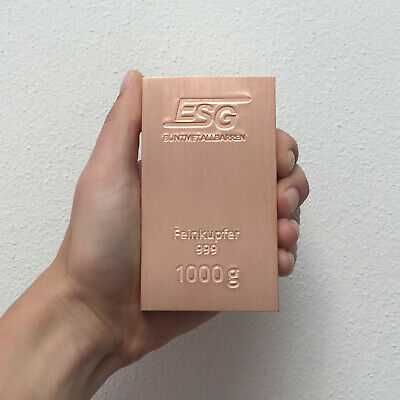 ESG
BUNTMETALLBARREN
Feinkupfer
999
1000 g